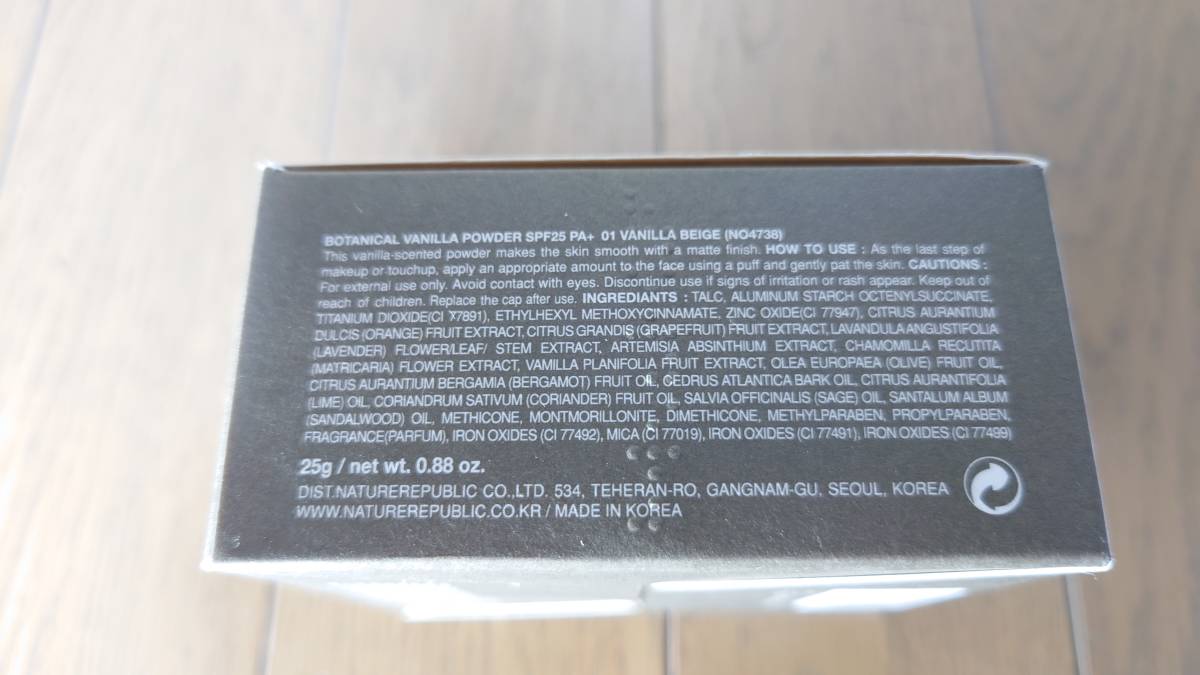 BOTANICAL VANILLA POWDER SPF25 PA+ 01 VANILLA BEIGE (NO4738)
This vanilla-scented powder makes the skin smooth with a matte finish. HOW TO USE : As the last step of
makeup or touchup, apply an appropriate amount to the face using a puff and gently pat the skin. CAUTIONS :
For external use only. Avoid contact with eyes. Discontinue use if signs of irritation or rash appear. Keep out of
reach of children. Replace the cap after use. INGREDIANTS : TALC, ALUMINUM STARCH OCTENYLSUCCINATE,
TITANIUM DIOXIDE(CI 77891), ETHYLHEXYL METHOXYCINNAMATE, ZINC OXIDE(CI 77947), CITRUS AURANTIUM
DULCIS (ORANGE) FRUIT EXTRACT, CITRUS GRANDIS (GRAPEFRUIT) FRUIT EXTRACT, LAVANDULA ANGUSTIFOLIA
(LAVENDER) FLOWER/LEAF/ STEM EXTRACT, ARTEMISIA ABSINTHIUM EXTRACT, CHAMOMILLA RECUTITA
(MATRICARIA) FLOWER EXTRACT, VAMILLA PLANIFOLIA FRUIT EXTRACT, OLEA EUROPAEA (OLIVE) FRUIT OIL,
CITRUS AURANTIUM BERGAMIA (BERGAMOT) FRUIT OIL, CEDRUS ATLANTICA BARK OIL, CITRUS AURANTIFOLIA
(LIME) OIL, CORIANDRUM SATIVUM (CORIANDER) FRUIT OIL, SALVIA OFFICINALIS (SAGE) OIL, SANTALUM ALBUM
(SANDALWOOD) OIL, METHICONE, MONTMORILLONITE, DIMETHICONE, METHYLPARABEN, PROPYLPARABEN,
FRAGRANCE(PARFUM), IRON OXIDES (CI 77492), MICA (CI 77019), IRON OXIDES (CI 77491), IRON OXIDES (CI 77499)
25g / net wt. 0.88 oz.
DIST.NATUREREPUBLIC CO.,LTD. 534, TEHERAN-RO, GANGNAM-GU, SEOUL, KOREA
WWW.NATUREREPUBLIC.CO.KR / MADE IN KOREA